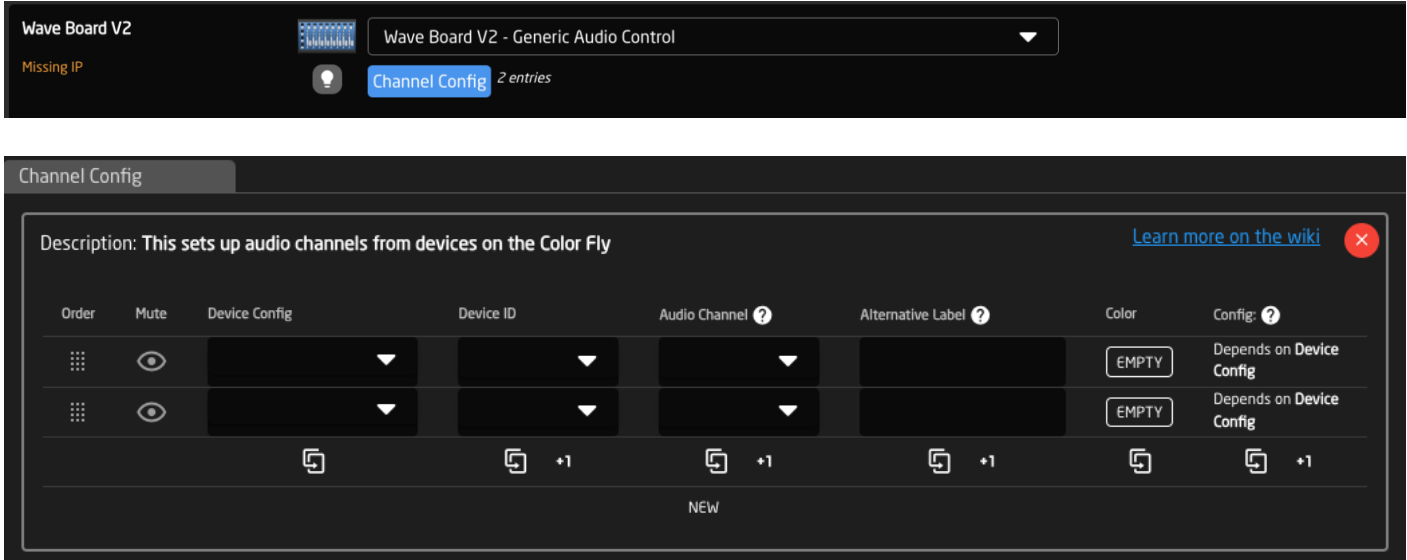 Wave Board V2
Wave Board V2 - Generic Audio Control
Missing IP
Channel Config 2 entries
Channel Config
Description: This sets up audio channels from devices on the Color Fly
Learn more on the wiki
Order Mute Device Config Device ID Audio Channel ? Alternative Label ? Color Config: ?
EMPTY Depends on Device
Config
EMPTY Depends on Device
Config
+1 +1 +1 +1
NEW